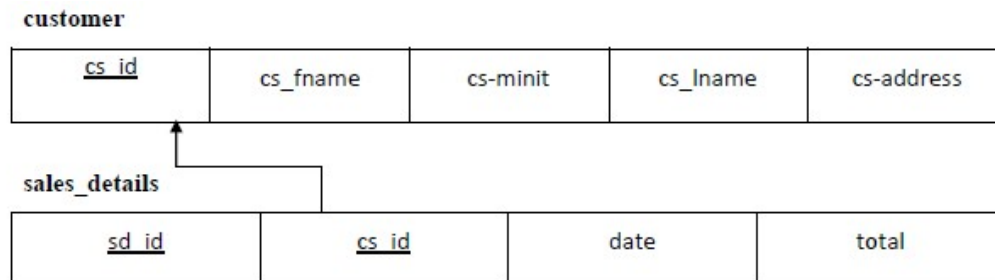 customer
cs_id cs_fname cs-minit cs_lname cs-address
sales_details
sd_id cs_id date total